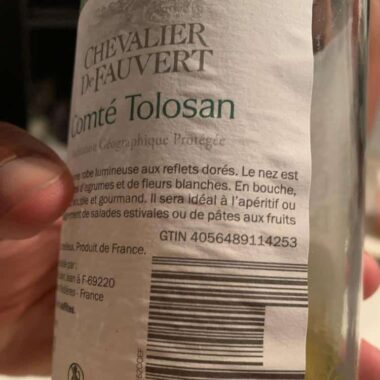 CHEVALIER
DE FAUVERT
Comté Tolosan
Géographique Protégée
robe lumineuse aux reflets dorés. Le nez est
d'agrumes et de fleurs blanches. En bouche,
et gourmand. Il sera idéal à l'apéritif ou
de salades estivales ou de pâtes aux fruits
GTIN 4056489114253
Produit de France.
par :
à F-69220
- France